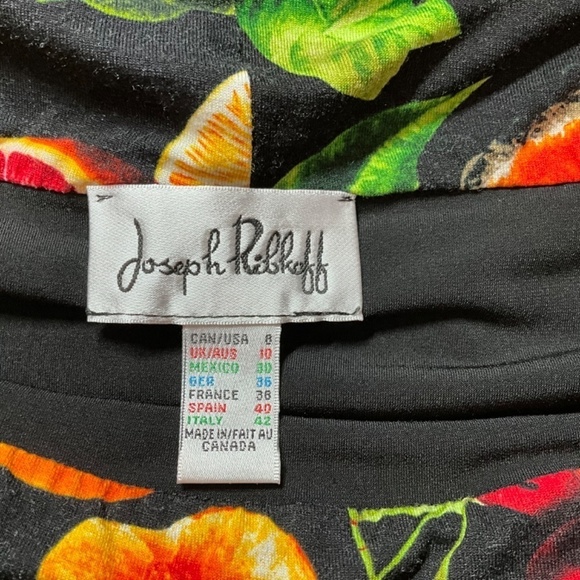 Joseph Ribkoff
CAN/USA 8
UK/AUS 10
MEXICO 30
GER 36
FRANCE 38
SPAIN 40
ITALY 42
MADE IN/FAIT AU
CANADA